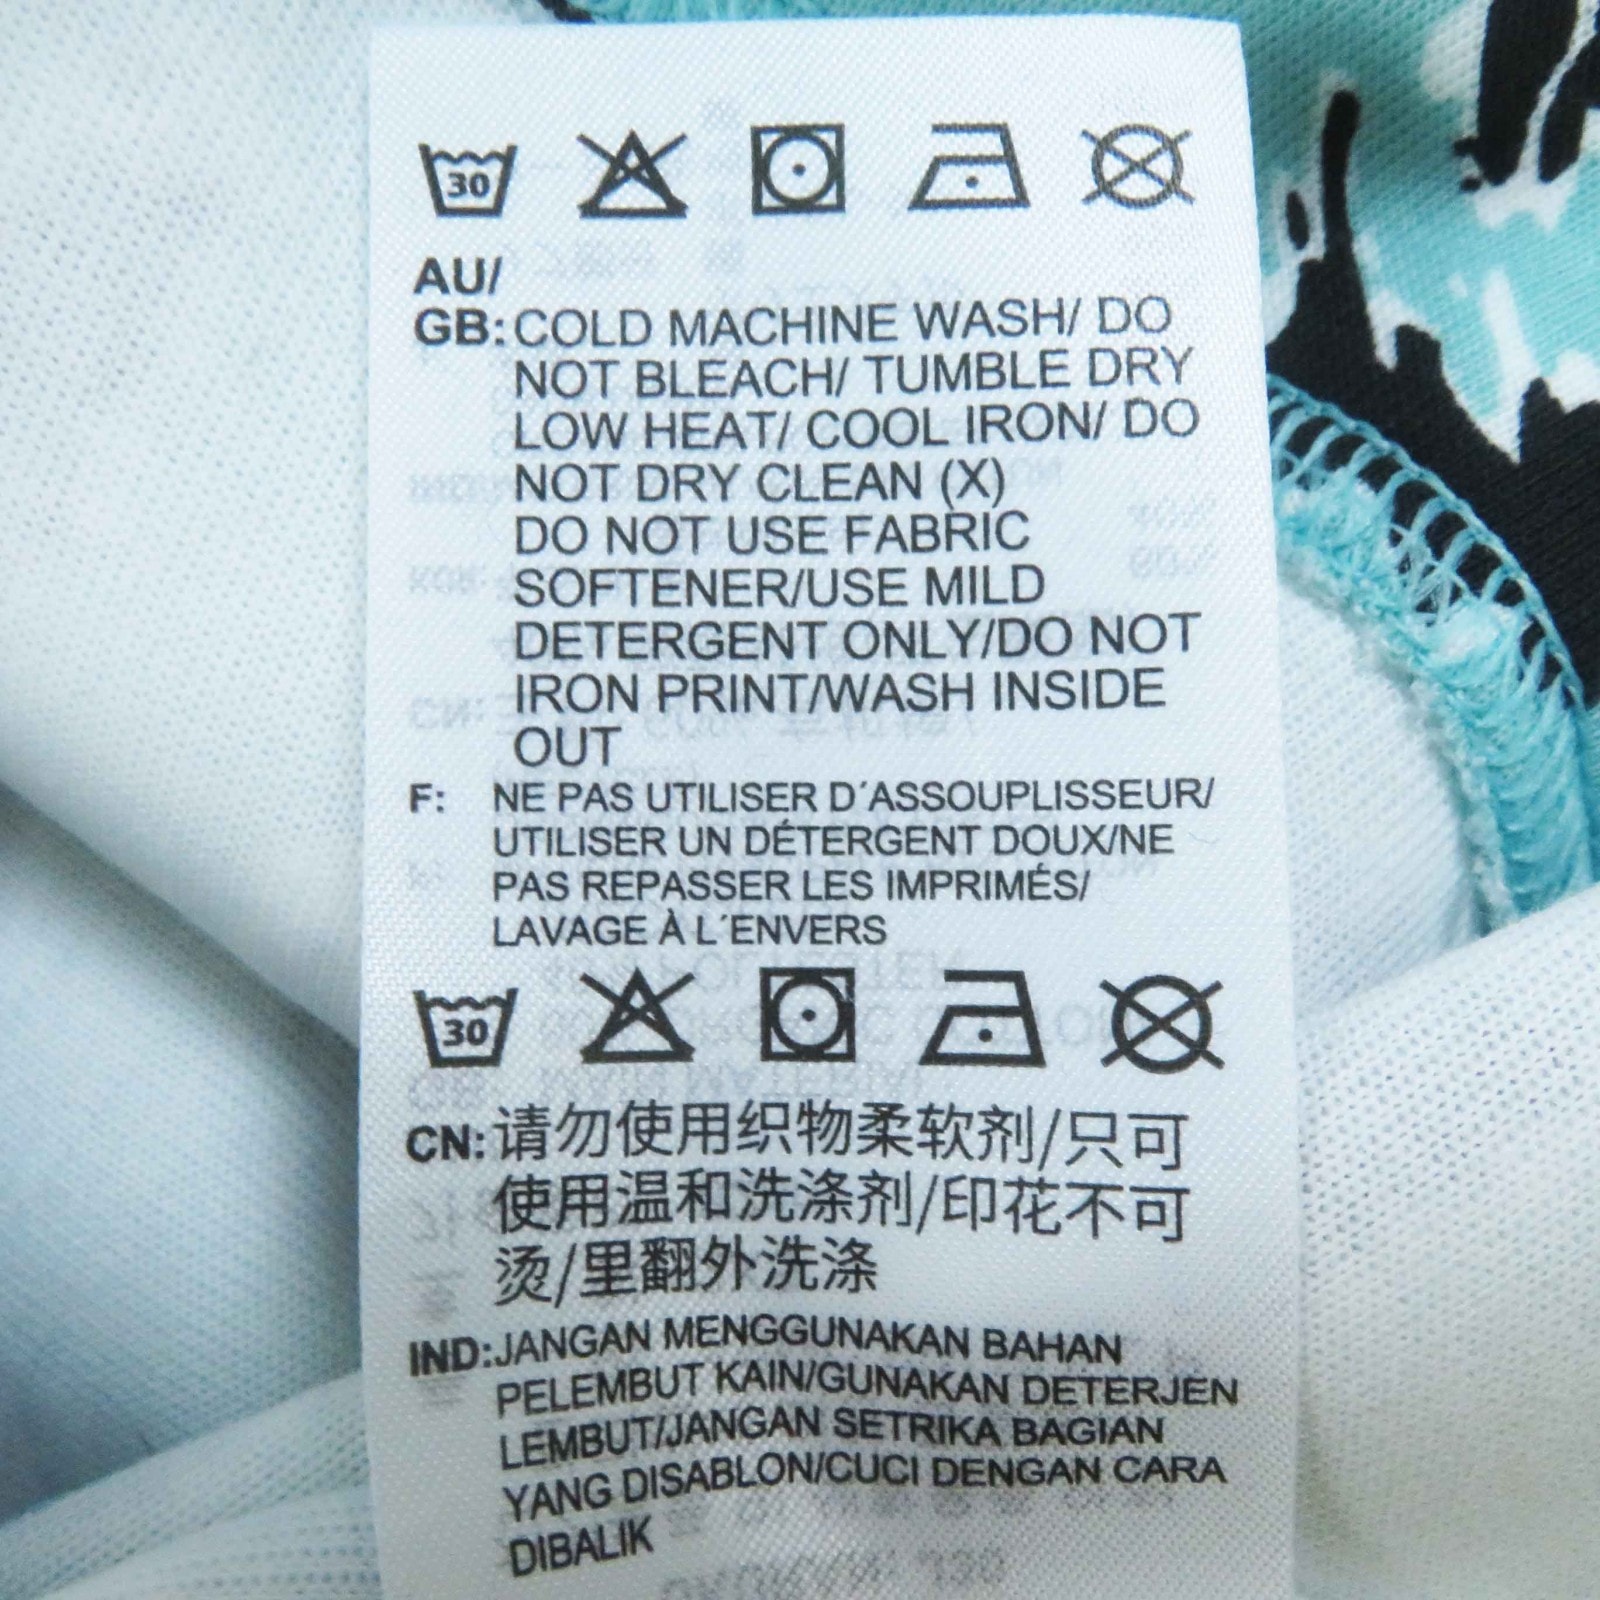 30
AU/
GB: COLD MACHINE WASH/ DO
NOT BLEACH/ TUMBLE DRY
LOW HEAT/ COOL IRON/ DO
NOT DRY CLEAN (X)
DO NOT USE FABRIC
SOFTENER/USE MILD
DETERGENT ONLY/DO NOT
IRON PRINT/WASH INSIDE
OUT
F: NE PAS UTILISER D´ASSOUPLISSEUR/
UTILISER UN DÉTERGENT DOUX/NE
PAS REPASSER LES IMPRIMÉS/
LAVAGE À L´ENVERS
30
CN: 请勿使用织物柔软剂/只可
使用温和洗涤剂/印花不可
烫/里翻外洗涤
IND: JANGAN MENGGUNAKAN BAHAN
PELEMBUT KAIN/GUNAKAN DETERJEN
LEMBUT/JANGAN SETRIKA BAGIAN
YANG DISABLON/CUCI DENGAN CARA
DIBALIK